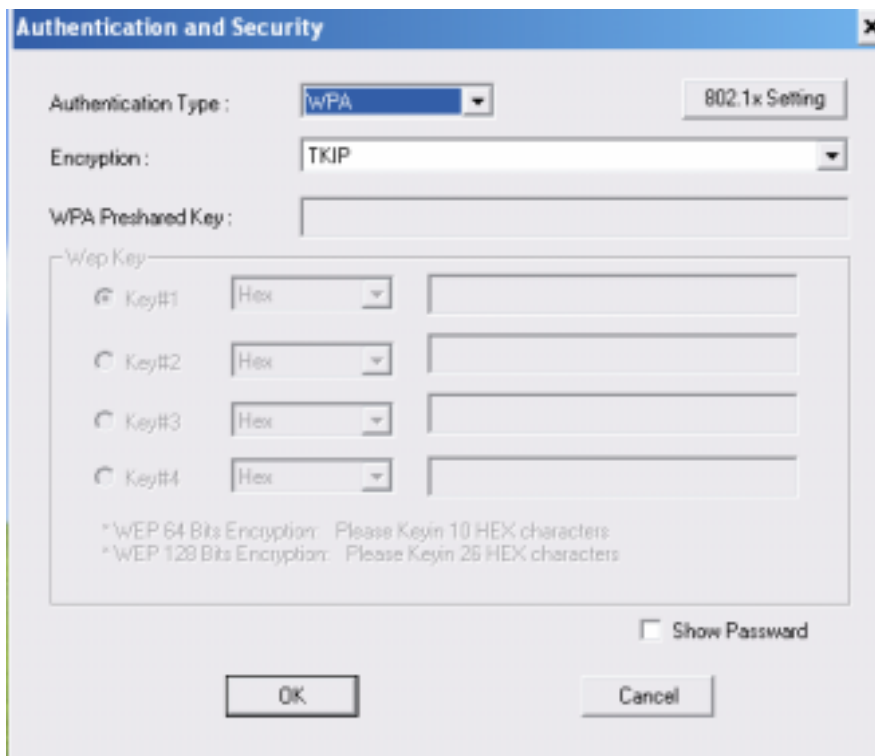 Authentication and Security
Authentication Type : WPA 802.1x Setting
Encryption : TKIP
WPA Preshared Key :
Wep Key
Key#1 Hex
Key#2 Hex
Key#3 Hex
Key#4 Hex
* WEP 64 Bits Encryption: Please Keyin 10 HEX characters
* WEP 128 Bits Encryption: Please Keyin 26 HEX characters
Show Passward
OK Cancel